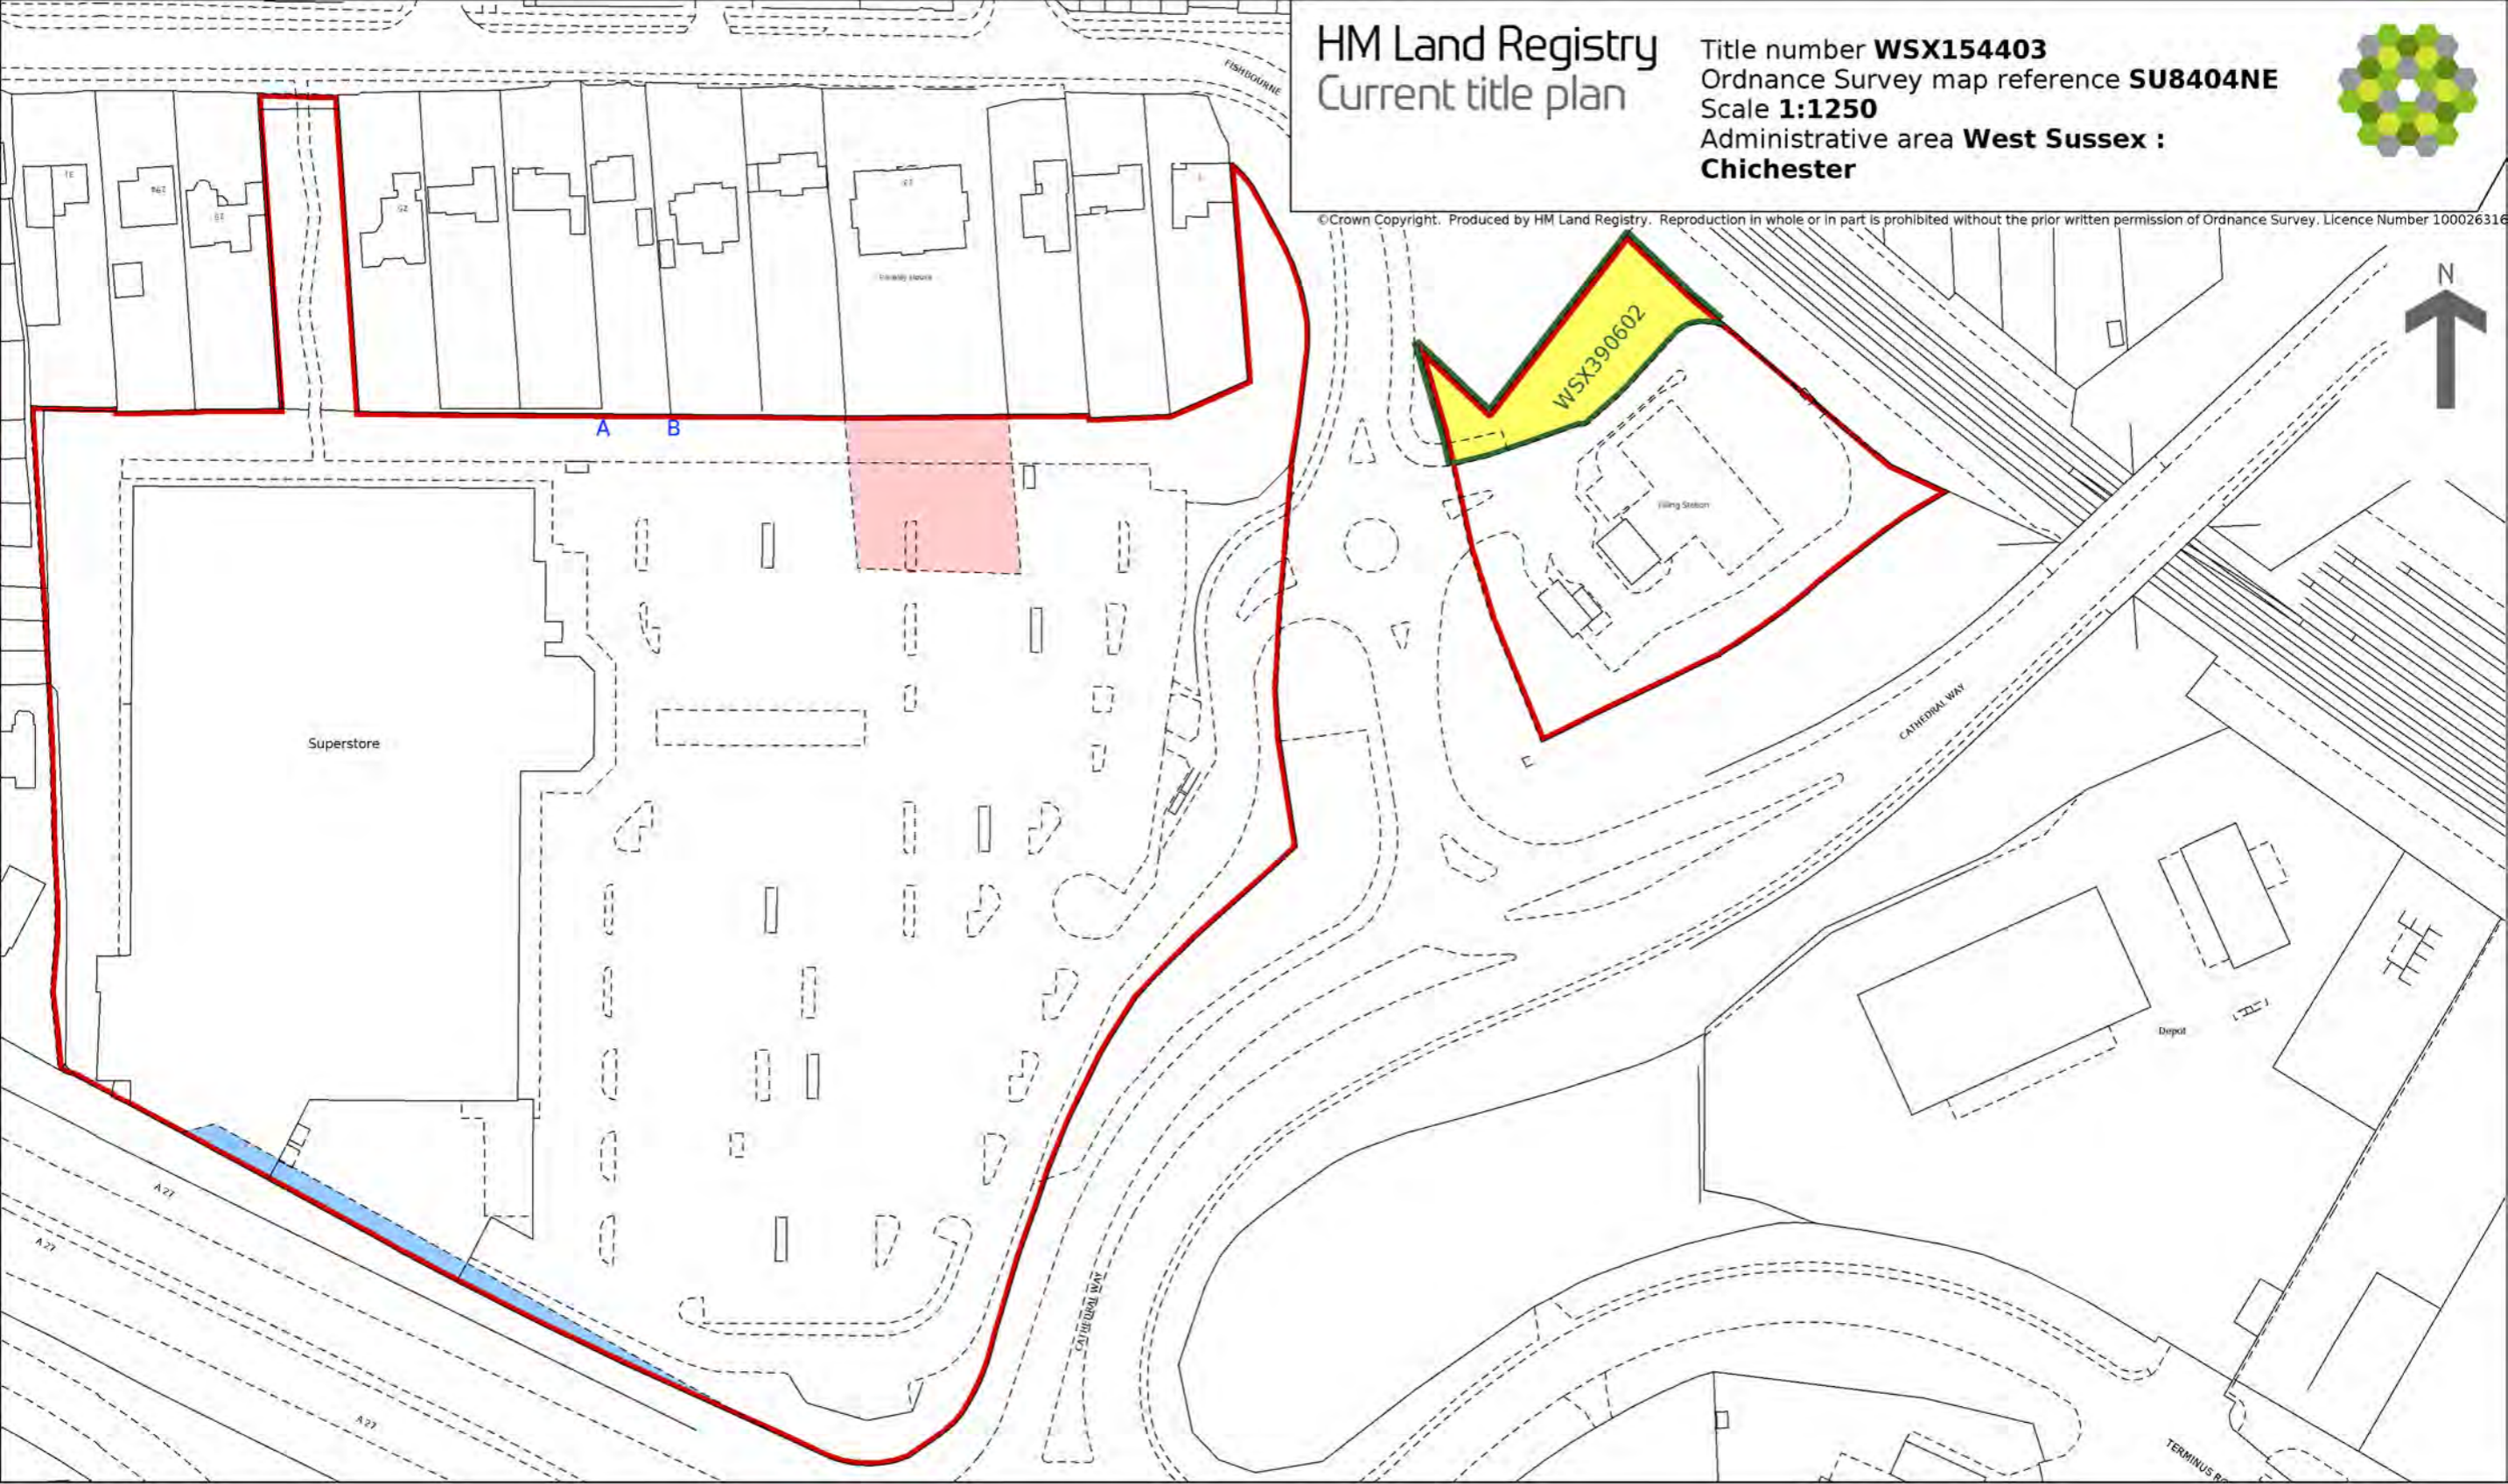 HM Land Registry
Current title plan
Title number WSX154403
Ordnance Survey map reference SU8404NE
Scale 1:1250
Administrative area West Sussex :
Chichester
©Crown Copyright. Produced by HM Land Registry. Reproduction in whole or in part is prohibited without the prior written permission of Ordnance Survey. Licence Number 100026316
FISHBOURNE
N
WSX390602
A
B
Filling Station
CATHEDRAL WAY
Superstore
Depot
A 27
A 27
CATHEDRAL WAY
A 27
TERMINUS